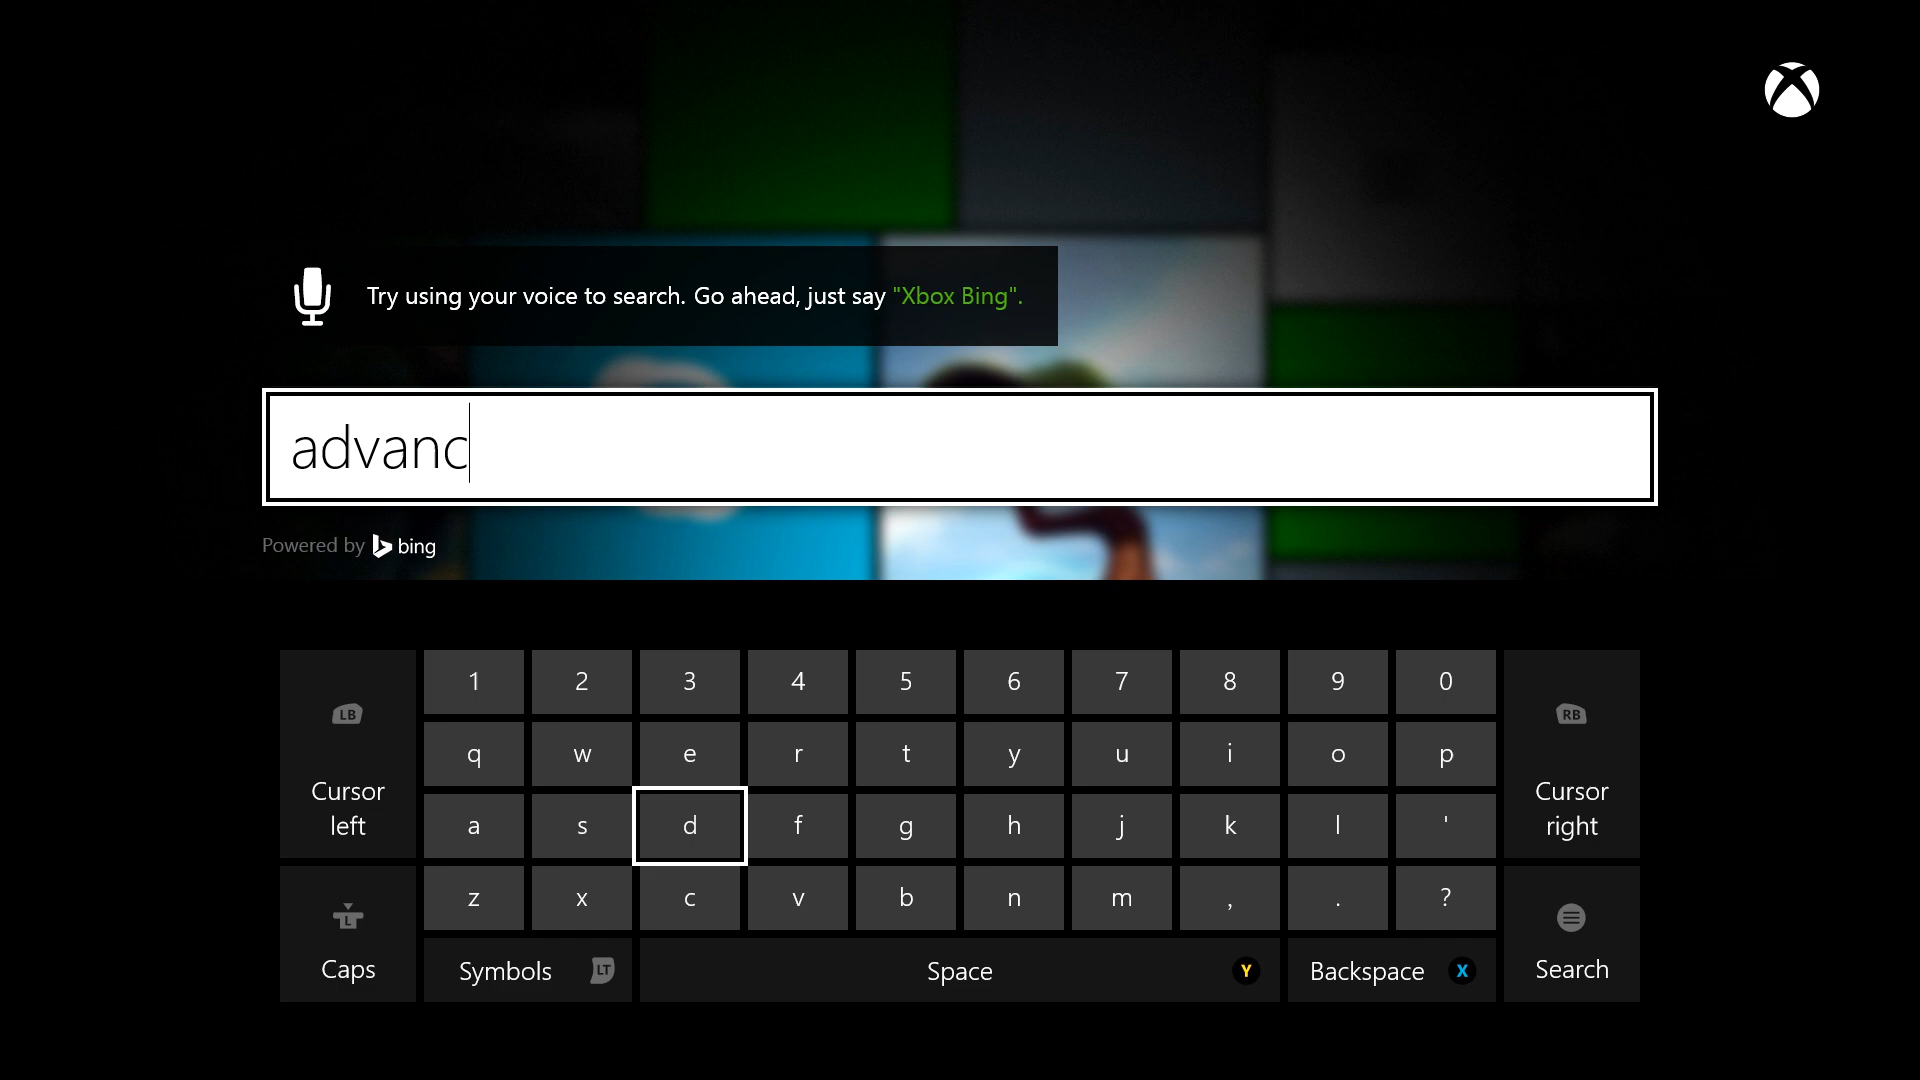 Try using your voice to search. Go ahead, just say "Xbox Bing".
advanc
Powered by bing
LB
Cursor
left
1 2 3 4 5 6 7 8 9 0
RB
Cursor
right
q w e r t y u i o p
a s d f g h j k l '
L
Caps
z x c v b n m , . ?
Search
Symbols LT Space Y Backspace X